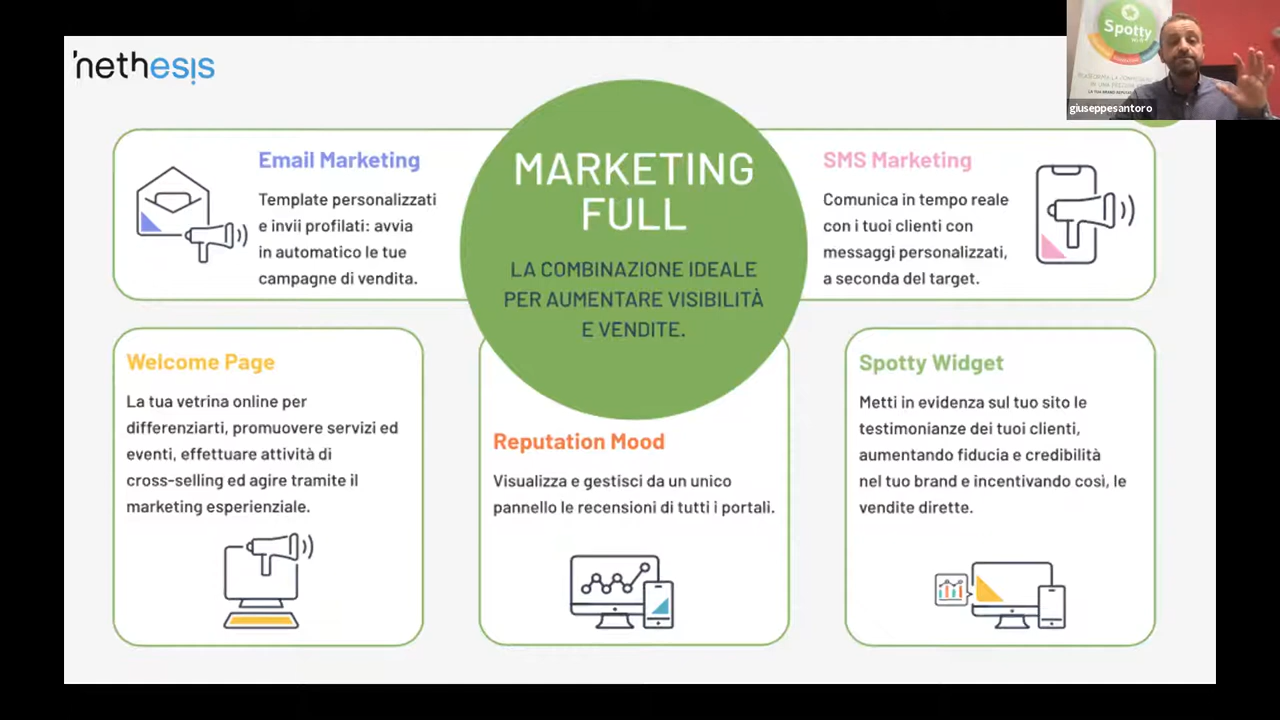 'nethesis
Spotty
giuseppesantoro
MARKETING
FULL
LA COMBINAZIONE IDEALE
PER AUMENTARE VISIBILITÀ
E VENDITE.
Email Marketing
Template personalizzati
e invii profilati: avvia
in automatico le tue
campagne di vendita.
SMS Marketing
Comunica in tempo reale
con i tuoi clienti con
messaggi personalizzati,
a seconda del target.
Welcome Page
La tua vetrina online per
differenziarti, promuovere servizi ed
eventi, effettuare attività di
cross-selling ed agire tramite il
marketing esperienziale.
Reputation Mood
Visualizza e gestisci da un unico
pannello le recensioni di tutti i portali.
Spotty Widget
Metti in evidenza sul tuo sito le
testimonianze dei tuoi clienti,
aumentando fiducia e credibilità
nel tuo brand e incentivando così, le
vendite dirette.